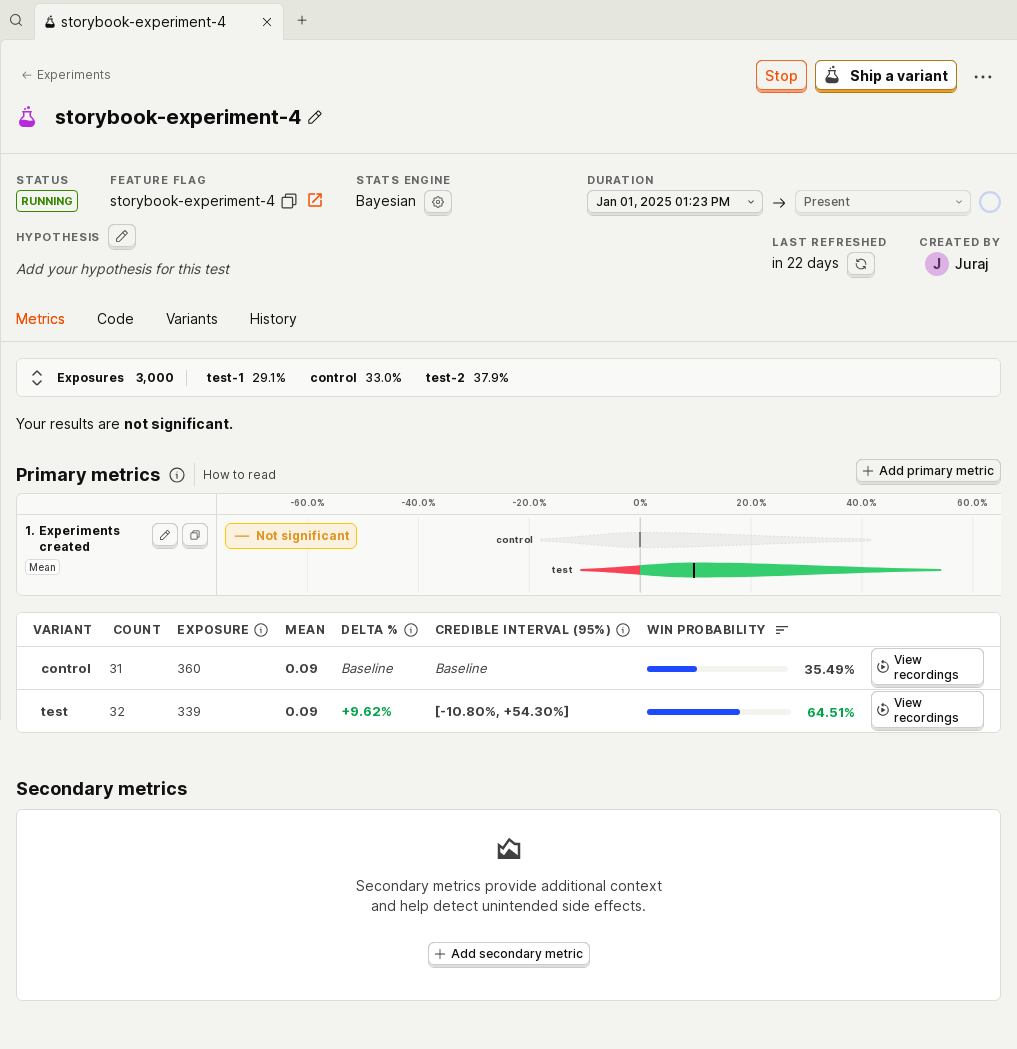 storybook-experiment-4
Experiments
Stop
Ship a variant
storybook-experiment-4
STATUS
RUNNING
FEATURE FLAG
storybook-experiment-4
STATS ENGINE
Bayesian
DURATION
Jan 01, 2025 01:23 PM
Present
HYPOTHESIS
Add your hypothesis for this test
LAST REFRESHED
in 22 days
CREATED BY
J Juraj
Metrics Code Variants History
Exposures 3,000 test-1 29.1% control 33.0% test-2 37.9%
Your results are not significant.
Primary metrics How to read
Add primary metric
-60.0% -40.0% -20.0% 0% 20.0% 40.0% 60.0%
1. Experiments
created
Mean
Not significant
control
test
VARIANT COUNT EXPOSURE MEAN DELTA % CREDIBLE INTERVAL (95%) WIN PROBABILITY
control 31 360 0.09 Baseline Baseline 35.49% View
recordings
test 32 339 0.09 +9.62% [-10.80%, +54.30%] 64.51% View
recordings
Secondary metrics
Secondary metrics provide additional context
and help detect unintended side effects.
Add secondary metric